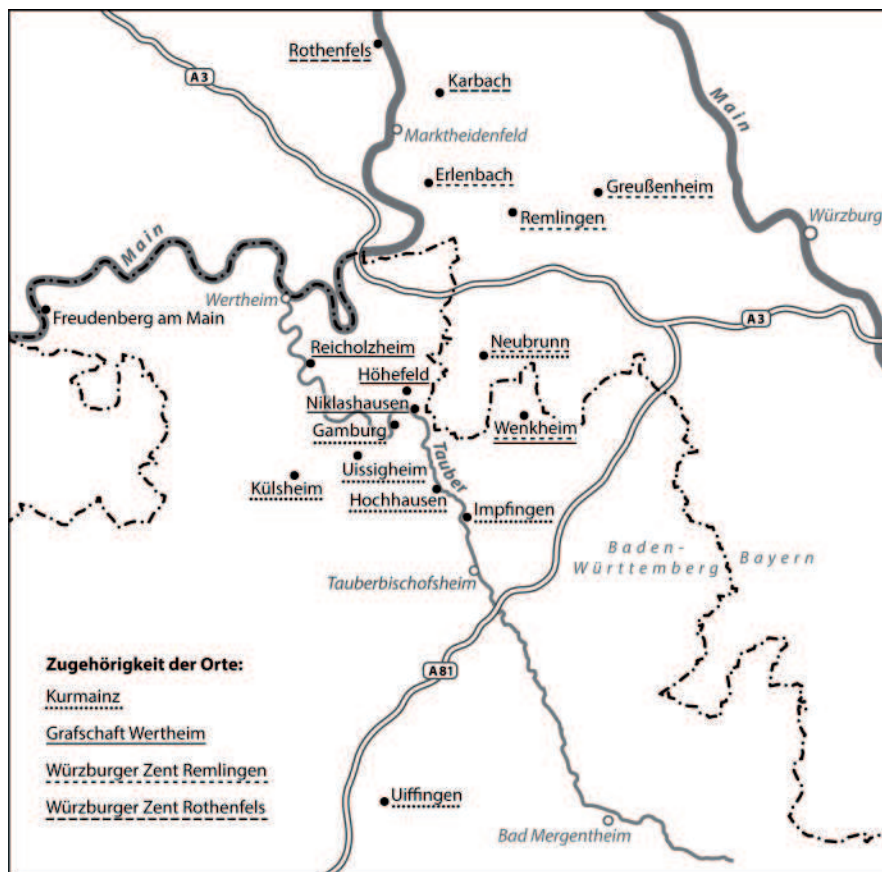 Rothenfels
A3
Karbach
Main
Marktheidenfeld
Erlenbach
Greußenheim
Remlingen
Würzburg
Main
Wertheim
Freudenberg am Main
A3
Neubrunn
Reicholzheim
Höhefeld
Niklashausen
Wenkheim
Gamburg
Tauber
Uissigheim
Külsheim
Hochhausen
Impfingen
Baden-
Württemberg
Bayern
Tauberbischofsheim
Zugehörigkeit der Orte:
A81
Kurmainz
Grafschaft Wertheim
Würzburger Zent Remlingen
Würzburger Zent Rothenfels
Uiffingen
Bad Mergentheim